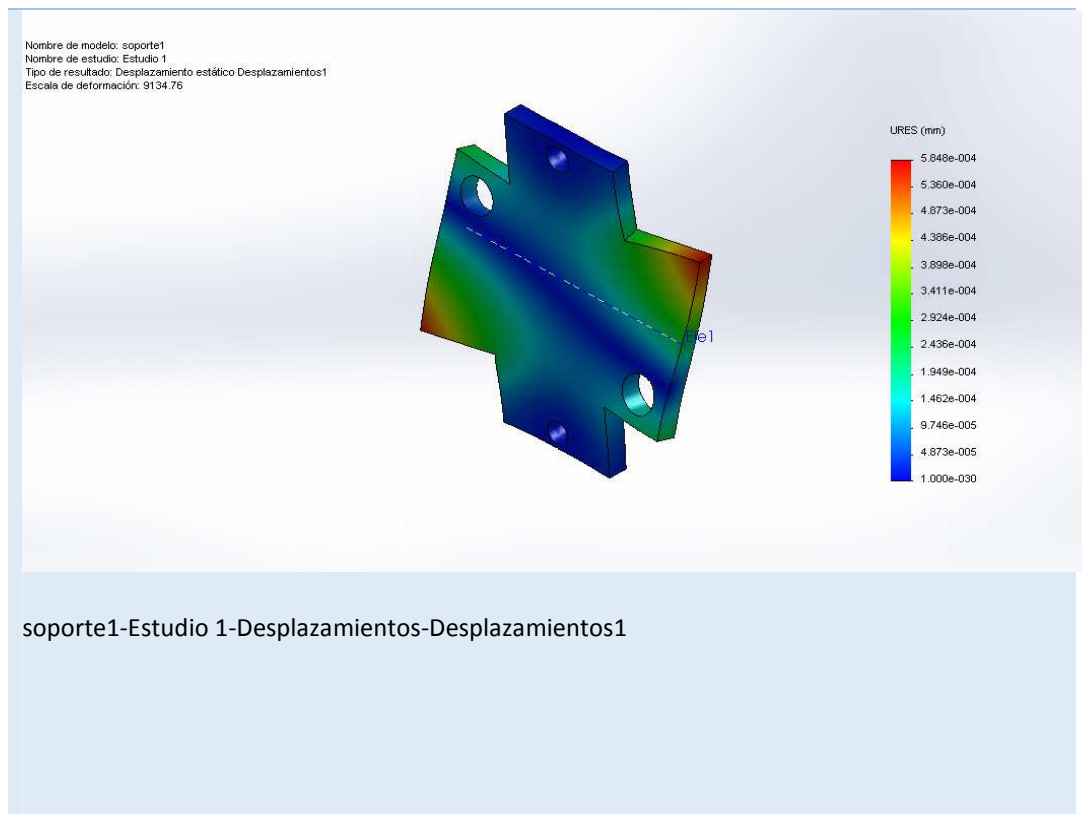 Nombre de modelo: soporte1
Nombre de estudio: Estudio 1
Tipo de resultado: Desplazamiento estático Desplazamientos1
Escala de deformación: 9134.76
URES (mm)
5.848e-004
5.360e-004
4.873e-004
4.386e-004
3.898e-004
3.411e-004
2.924e-004
2.436e-004
1.949e-004
1.462e-004
9.746e-005
4.873e-005
1.000e-030
Eje1
soporte1-Estudio 1-Desplazamientos-Desplazamientos1